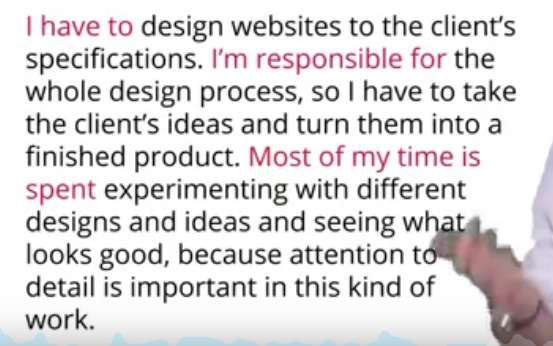 I have to design websites to the client's
specifications. I'm responsible for the
whole design process, so I have to take
the client's ideas and turn them into a
finished product. Most of my time is
spent experimenting with different
designs and ideas and seeing what
looks good, because attention to
detail is important in this kind of
work.